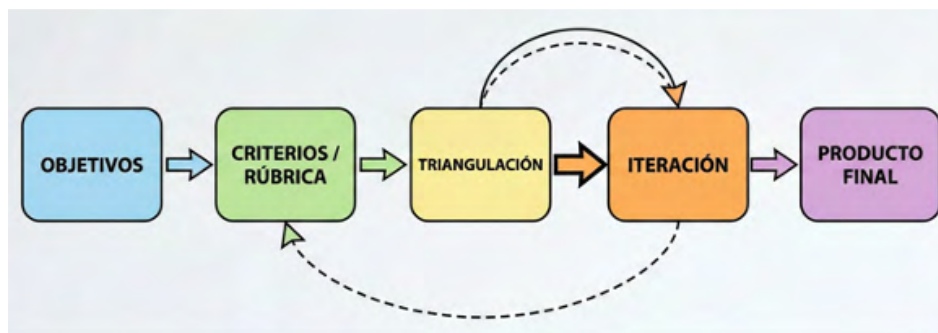 OBJETIVOS
CRITERIOS /
RÚBRICA
TRIANGULACIÓN
ITERACIÓN
PRODUCTO
FINAL